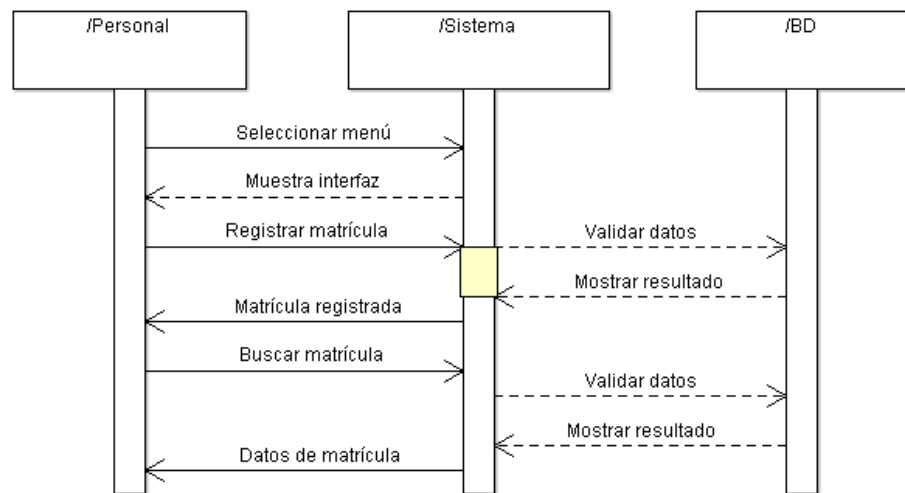 /Personal
/Sistema
/BD
Seleccionar menú
Muestra interfaz
Registrar matrícula
Validar datos
Mostrar resultado
Matrícula registrada
Buscar matrícula
Validar datos
Mostrar resultado
Datos de matrícula